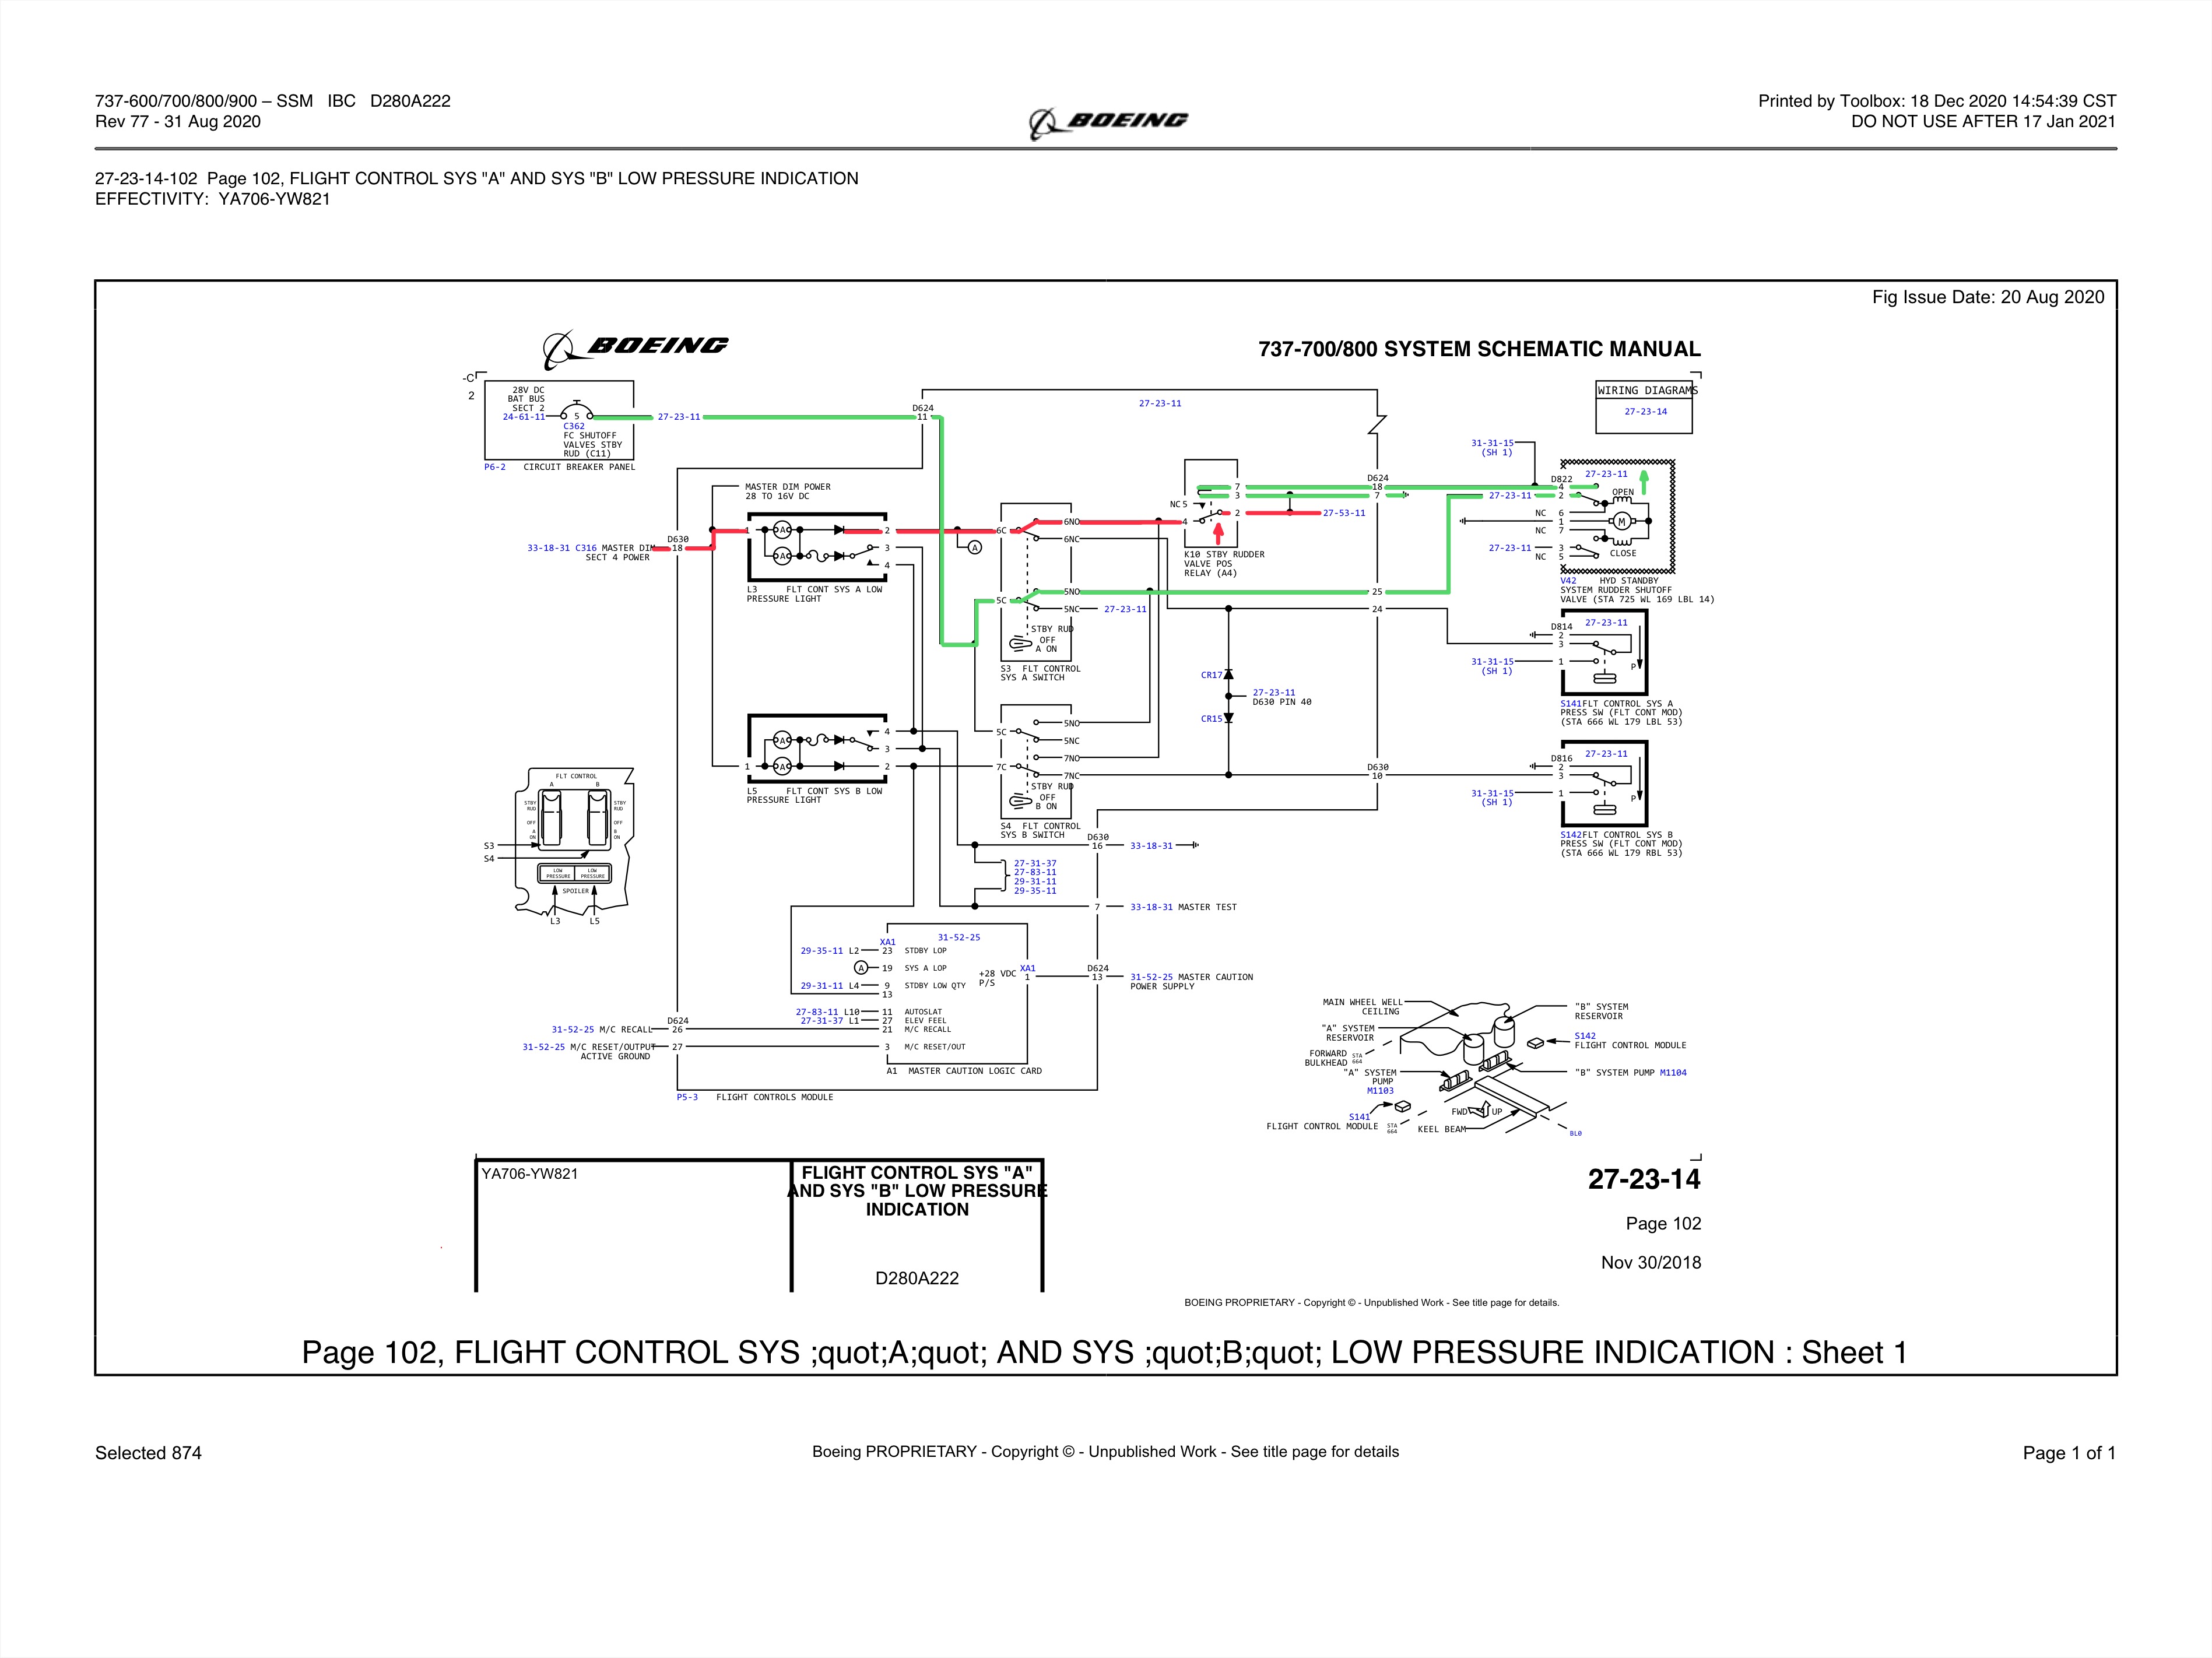 737-600/700/800/900 – SSM   IBC   D280A222
Rev 77 - 31 Aug 2020
BOEING
Printed by Toolbox: 18 Dec 2020 14:54:39 CST
DO NOT USE AFTER 17 Jan 2021
27-23-14-102  Page 102, FLIGHT CONTROL SYS "A" AND SYS "B" LOW PRESSURE INDICATION
EFFECTIVITY:  YA706-YW821
Fig Issue Date: 20 Aug 2020
BOEING
737-700/800 SYSTEM SCHEMATIC MANUAL
-C
2
28V DC
BAT BUS
SECT 2
24-61-11
5
C362
FC SHUTOFF
VALVES STBY
RUD (C11)
P6-2   CIRCUIT BREAKER PANEL
27-23-11
D624
11
27-23-11
WIRING DIAGRAMS
27-23-14
MASTER DIM POWER
28 TO 16V DC
33-18-31 C316 MASTER DIM
SECT 4 POWER
D630
18
1
A
A
2
3
4
L3   FLT CONT SYS A LOW
PRESSURE LIGHT
A
6C
6NO
6NC
5C
5NO
5NC
27-23-11
STBY RUD
OFF
A ON
S3  FLT CONTROL
SYS A SWITCH
7
3
NC 5
4
2
27-53-11
K10 STBY RUDDER
VALVE POS
RELAY (A4)
D624
18
7
25
24
31-31-15
(SH 1)
D822
27-23-11
4
27-23-11
2
OPEN
NC 6
1
NC 7
M
27-23-11
3
NC 5
CLOSE
V42   HYD STANDBY
SYSTEM RUDDER SHUTOFF
VALVE (STA 725 WL 169 LBL 14)
D814
27-23-11
2
3
31-31-15
(SH 1)
1
P
S141 FLT CONTROL SYS A
PRESS SW (FLT CONT MOD)
(STA 666 WL 179 LBL 53)
CR17
27-23-11
D630 PIN 40
CR15
4
3
1
A
A
2
L5   FLT CONT SYS B LOW
PRESSURE LIGHT
5C
5NO
5NC
7NO
7C
7NC
STBY RUD
OFF
B ON
S4  FLT CONTROL
SYS B SWITCH
D630
10
D816
27-23-11
2
3
31-31-15
(SH 1)
1
P
S142 FLT CONTROL SYS B
PRESS SW (FLT CONT MOD)
(STA 666 WL 179 RBL 53)
FLT CONTROL
A
B
STBY
RUD
OFF
A
ON
STBY
RUD
OFF
B
ON
S3
S4
LOW
PRESSURE
LOW
PRESSURE
SPOILER
L3
L5
D630
16
33-18-31
27-31-37
27-83-11
29-31-11
29-35-11
7
33-18-31 MASTER TEST
XA1
31-52-25
29-35-11 L2
23
STDBY LOP
A
19
SYS A LOP
29-31-11 L4
9
STDBY LOW QTY
13
+28 VDC
P/S
XA1
1
D624
13
31-52-25 MASTER CAUTION
POWER SUPPLY
27-83-11 L10
11
AUTOSLAT
27-31-37 L1
27
ELEV FEEL
31-52-25 M/C RECALL
D624
26
21
M/C RECALL
31-52-25 M/C RESET/OUTPUT
ACTIVE GROUND
27
3
M/C RESET/OUT
A1  MASTER CAUTION LOGIC CARD
P5-3   FLIGHT CONTROLS MODULE
MAIN WHEEL WELL
CEILING
"B" SYSTEM
RESERVOIR
"A" SYSTEM
RESERVOIR
S142
FLIGHT CONTROL MODULE
FORWARD
BULKHEAD
STA
664
"A" SYSTEM
PUMP
M1103
"B" SYSTEM PUMP M1104
S141
FLIGHT CONTROL MODULE
STA
664
FWD
UP
KEEL BEAM
BL0
YA706-YW821
FLIGHT CONTROL SYS "A"
AND SYS "B" LOW PRESSURE
INDICATION
D280A222
27-23-14
Page 102
Nov 30/2018
BOEING PROPRIETARY - Copyright © - Unpublished Work - See title page for details.
Page 102, FLIGHT CONTROL SYS ;quot;A;quot; AND SYS ;quot;B;quot; LOW PRESSURE INDICATION : Sheet 1
Selected 874
Boeing PROPRIETARY - Copyright © - Unpublished Work - See title page for details
Page 1 of 1